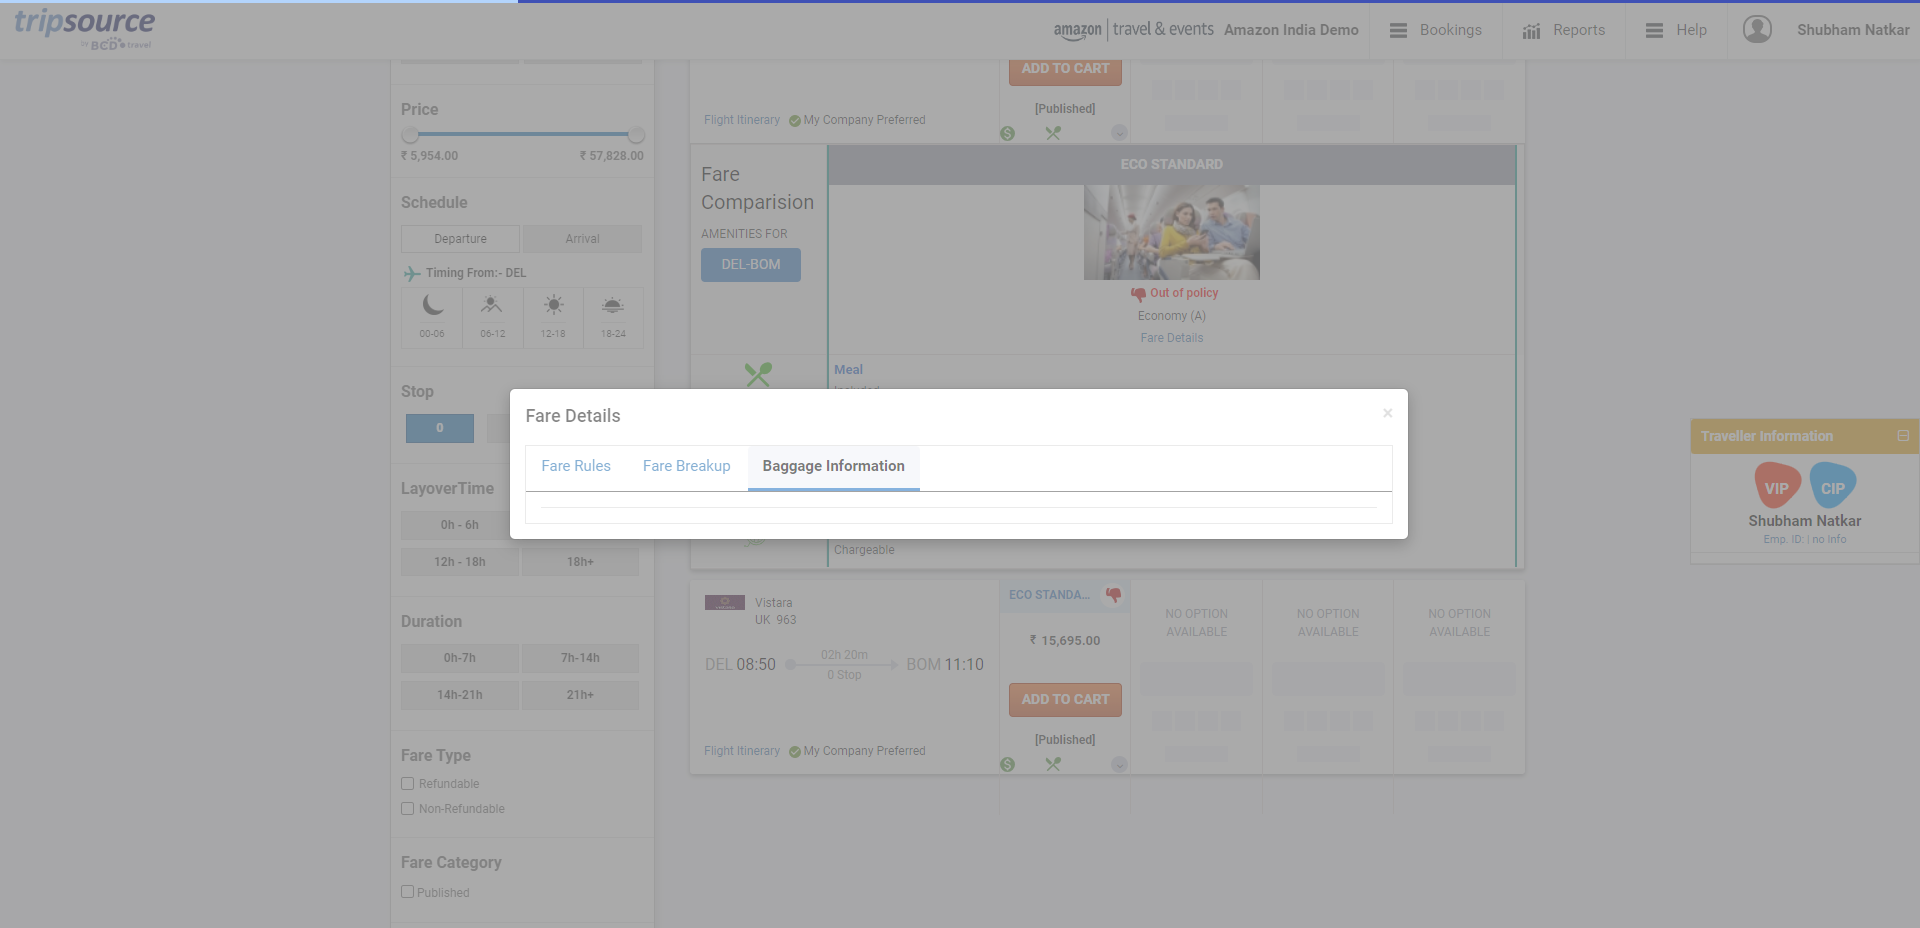 tripsource
by BCD travel
amazon | travel & events
Amazon India Demo
Bookings
Reports
Help
Shubham Natkar
Price
₹ 5,954.00
₹ 57,828.00
Schedule
Departure
Arrival
Timing From:- DEL
00-06
06-12
12-18
18-24
Stop
0
LayoverTime
0h - 6h
12h - 18h
18h+
Duration
0h-7h
7h-14h
14h-21h
21h+
Fare Type
Refundable
Non-Refundable
Fare Category
Published
ADD TO CART
[Published]
Flight Itinerary
My Company Preferred
Fare
Comparision
AMENITIES FOR
DEL-BOM
ECO STANDARD
Out of policy
Economy (A)
Fare Details
Meal
Included
Fare Details
×
Fare Rules
Fare Breakup
Baggage Information
Chargeable
Vistara
UK 963
DEL 08:50
02h 20m
0 Stop
BOM 11:10
Flight Itinerary
My Company Preferred
ECO STANDA...
₹ 15,695.00
ADD TO CART
[Published]
NO OPTION
AVAILABLE
NO OPTION
AVAILABLE
NO OPTION
AVAILABLE
Traveller Information
VIP
CIP
Shubham Natkar
Emp. ID: | no Info